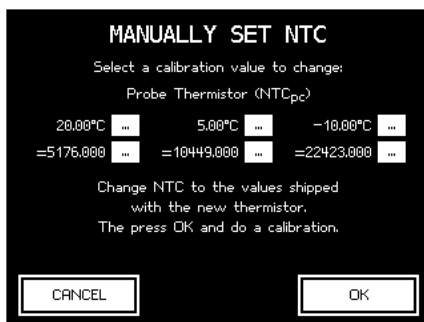 MANUALLY SET NTC
Select a calibration value to change:
Probe Thermistor (NTCpc)
20.00°C ... 5.00°C ... -10.00°C ...
=5176.000 ... =10449.000 ... =22423.000 ...
Change NTC to the values shipped
with the new thermistor.
The press OK and do a calibration.
CANCEL OK